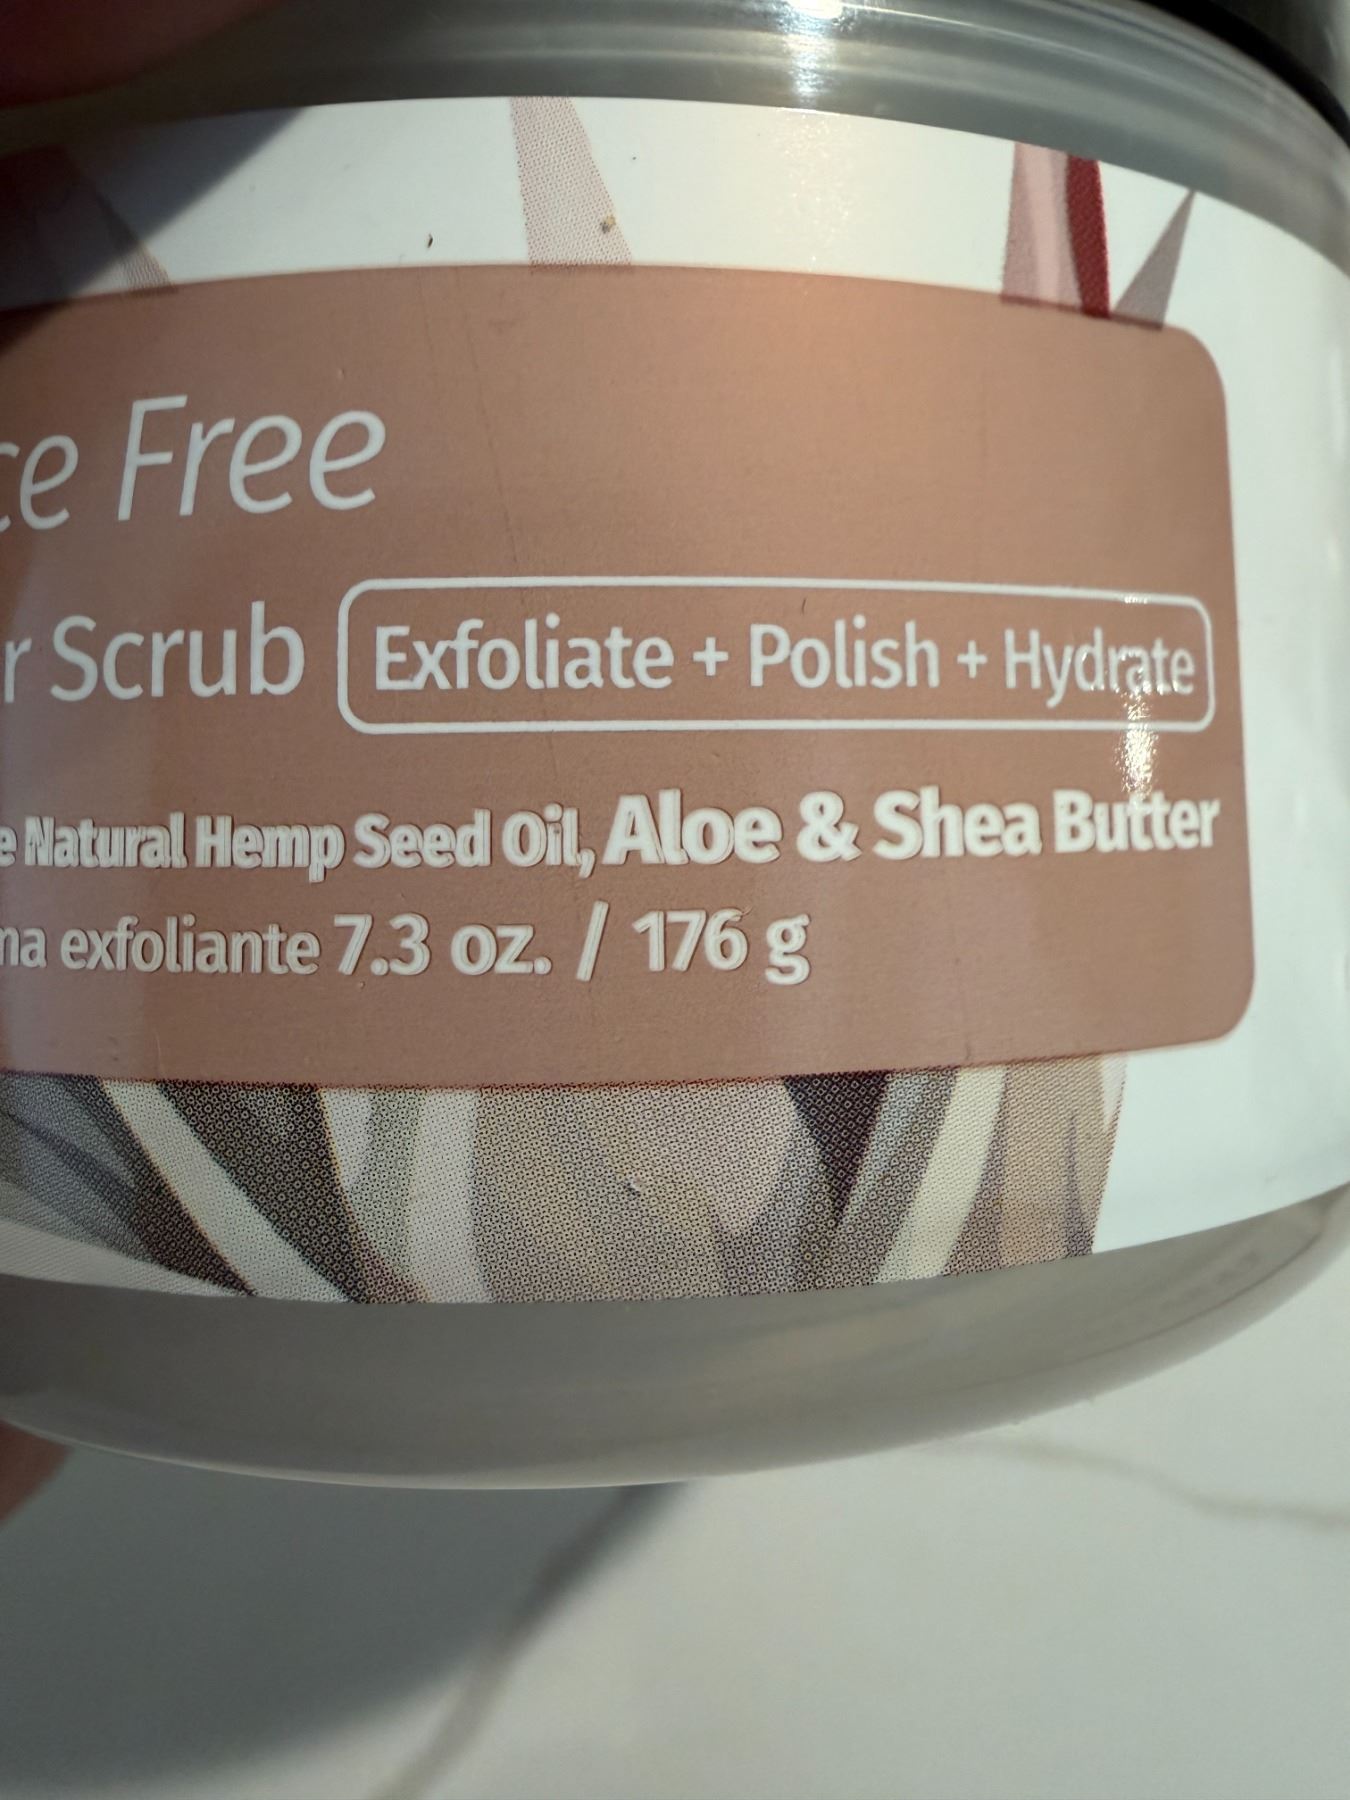 ce Free
r Scrub Exfoliate + Polish + Hydrate
e Natural Hemp Seed Oil, Aloe & Shea Butter
ma exfoliante 7.3 oz. / 176 g